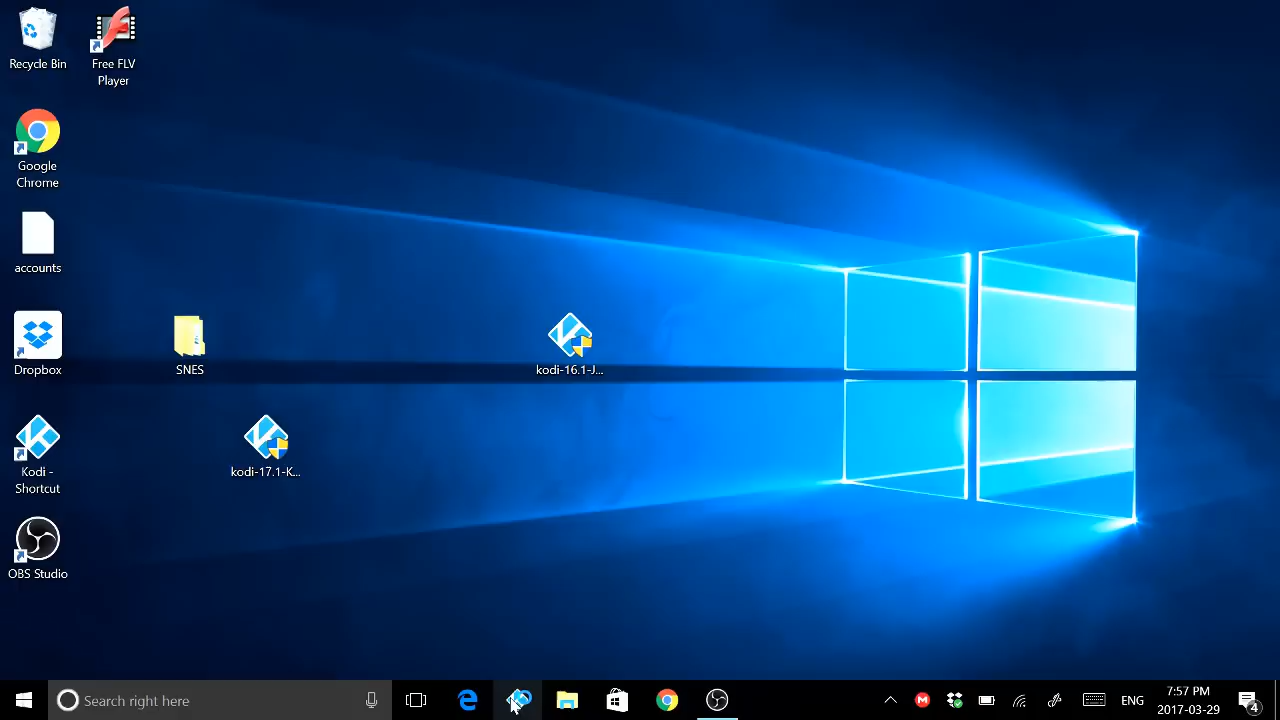 Recycle Bin
Free FLV
Player
Google
Chrome
accounts
Dropbox
SNES
kodi-16.1-J...
Kodi -
Shortcut
kodi-17.1-K...
OBS Studio
Search right here
ENG
7:57 PM
2017-03-29
4